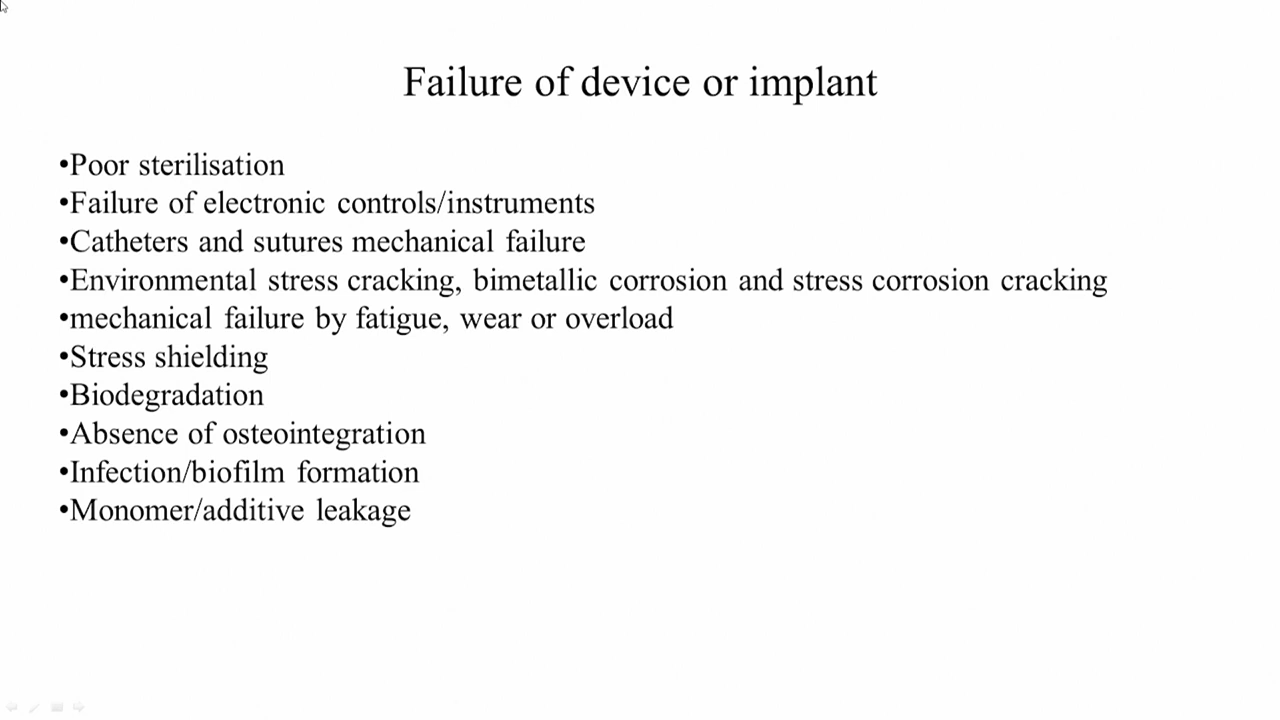 Failure of device or implant
•Poor sterilisation
•Failure of electronic controls/instruments
•Catheters and sutures mechanical failure
•Environmental stress cracking, bimetallic corrosion and stress corrosion cracking
•mechanical failure by fatigue, wear or overload
•Stress shielding
•Biodegradation
•Absence of osteointegration
•Infection/biofilm formation
•Monomer/additive leakage